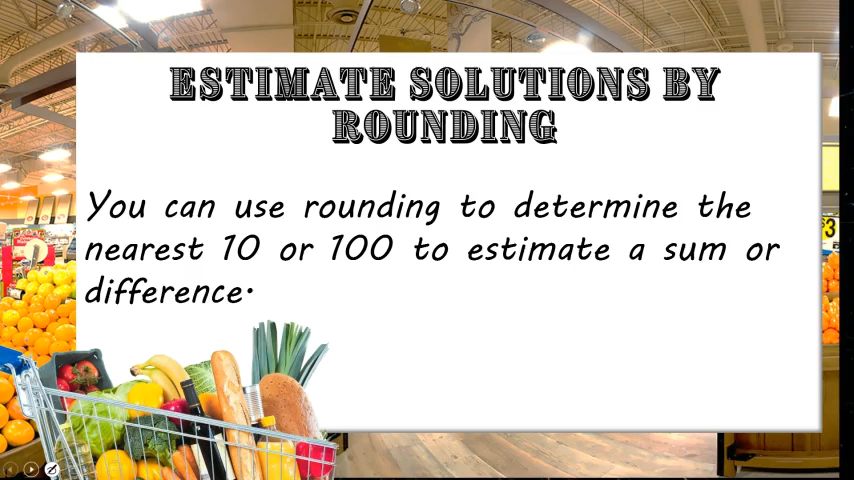 ESTIMATE SOLUTIONS BY
ROUNDING
You can use rounding to determine the
nearest 10 or 100 to estimate a sum or
difference.
$3